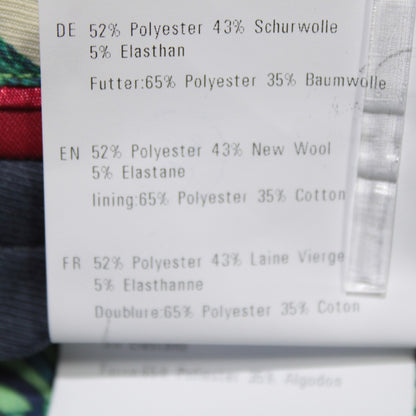 DE 52% Polyester 43% Schurwolle
5% Elasthan
Futter:65% Polyester 35% Baumwolle
EN 52% Polyester 43% New Wool
5% Elastane
lining:65% Polyester 35% Cotton
FR 52% Polyester 43% Laine Vierge
5% Elasthanne
Doublure:65% Polyester 35% Coton
35% Algodon